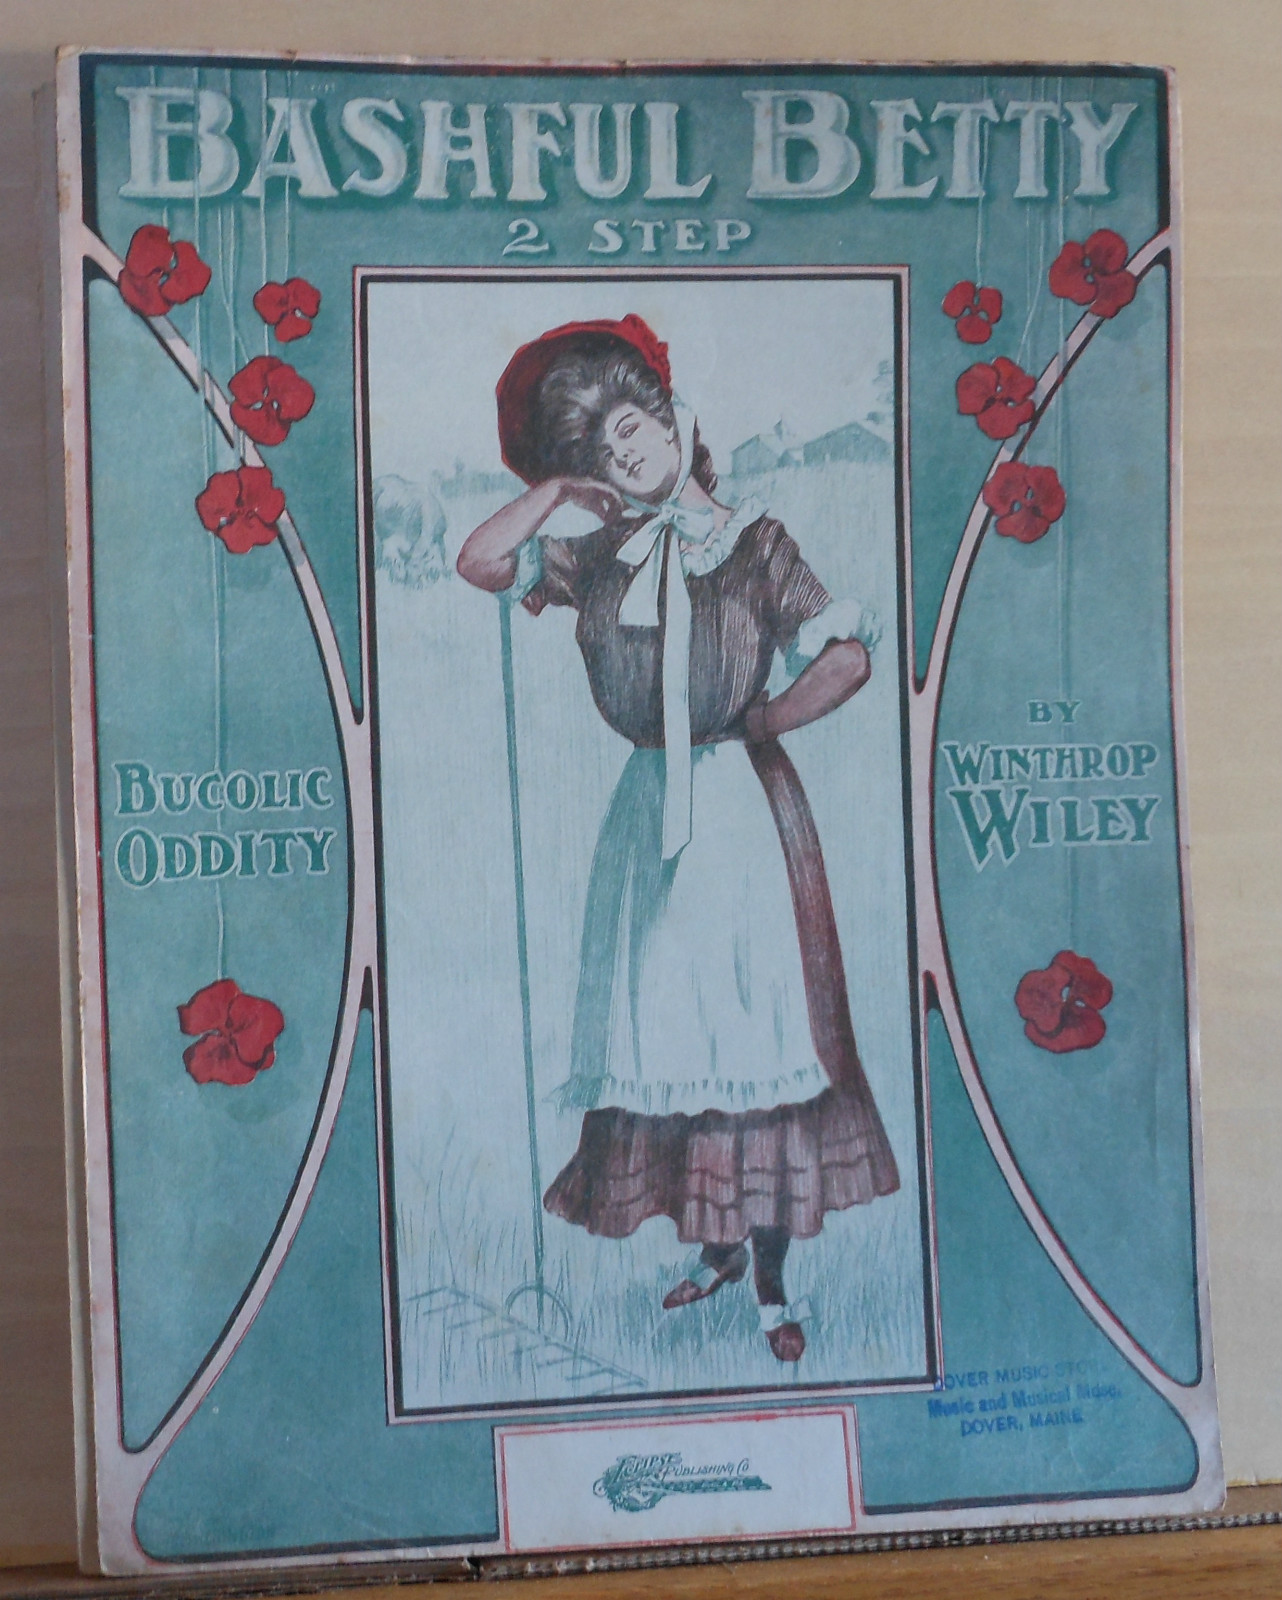 BASHFUL BETTY
2 STEP
BUCOLIC
ODDITY
BY
WINTHROP
WILEY
DOVER MUSIC STORE
Music and Musical Mdse.
DOVER, MAINE
ECLIPSE
PUBLISHING CO